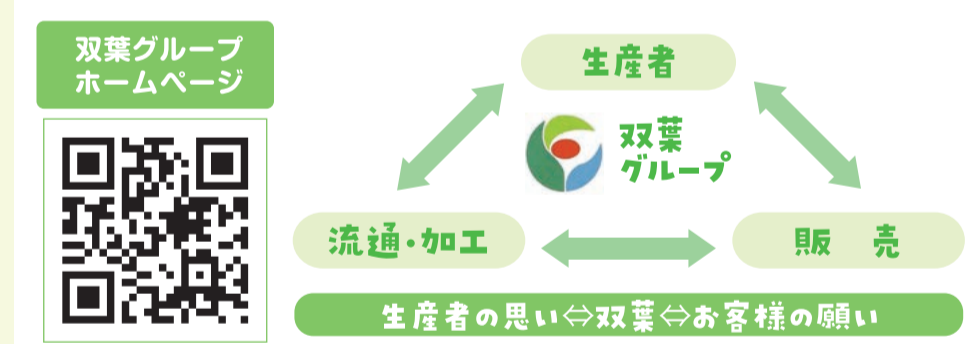 双葉グループ
ホームページ
生産者
双葉
グループ
流通・加工
販　売
生産者の思い⇔双葉⇔お客様の願い